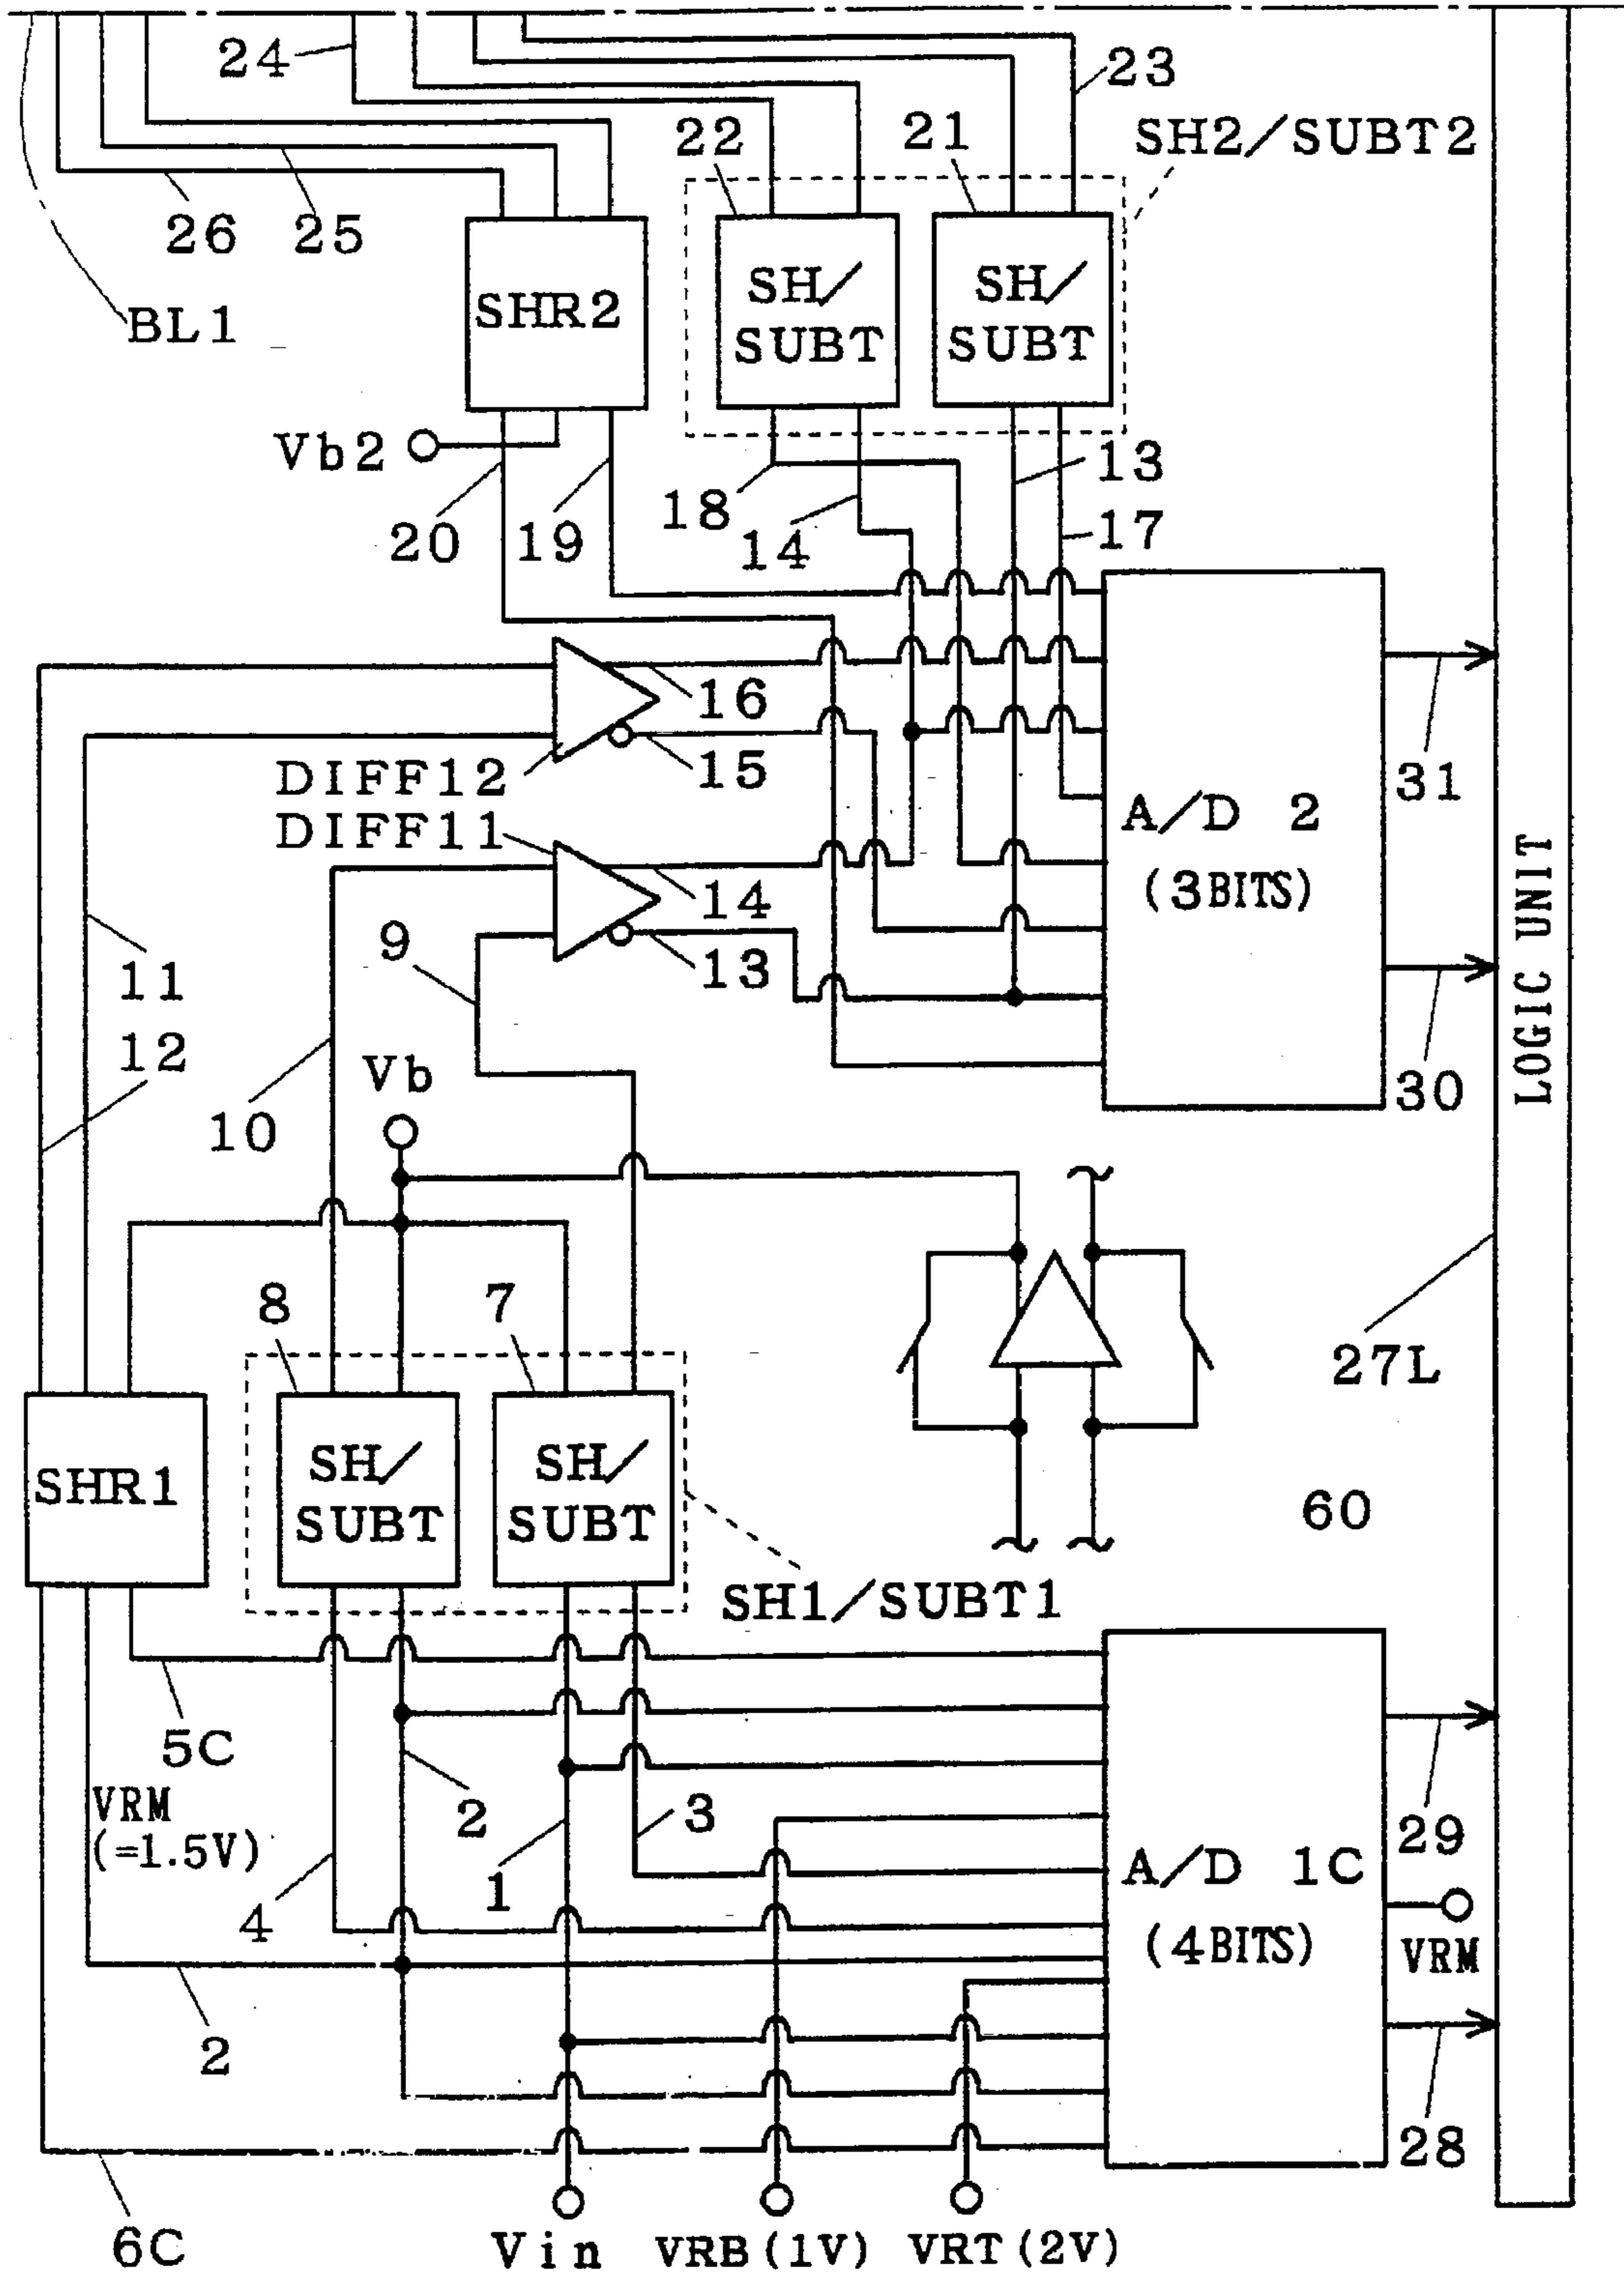 24
23
22
21
SH2/SUBT2
26
25
BL1
SHR2
SH/
SUBT
SH/
SUBT
Vb2
20
19
18
14
13
17
16
15
DIFF12
DIFF11
14
13
A/D 2
(3BITS)
31
30
LOGIC UNIT
9
11
12
10
Vb
8
7
27L
SHR1
SH/
SUBT
SH/
SUBT
60
SH1/SUBT1
5C
VRM
(=1.5V)
2
1
3
4
2
A/D 1C
(4BITS)
29
VRM
28
6C
Vin
VRB(1V)
VRT(2V)